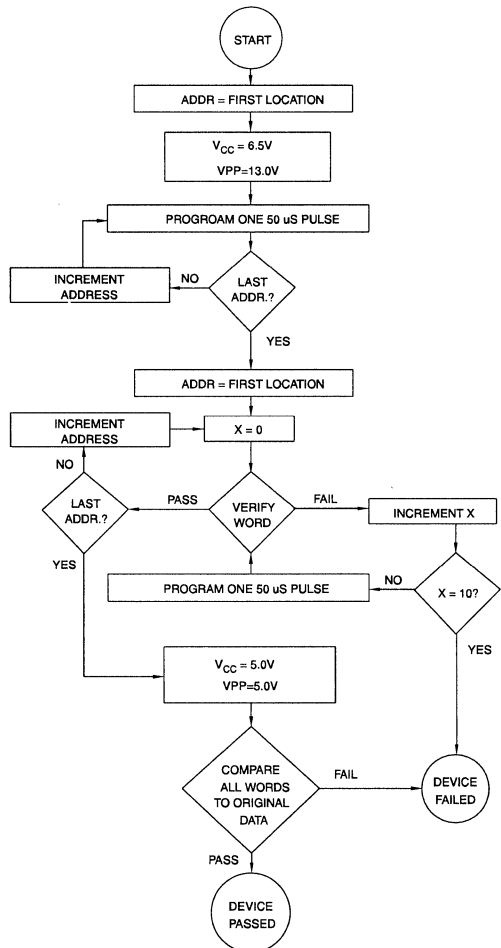 START
ADDR = FIRST LOCATION
VCC = 6.5V
VPP=13.0V
PROGROAM ONE 50 uS PULSE
INCREMENT
ADDRESS
NO
LAST
ADDR.?
YES
ADDR = FIRST LOCATION
INCREMENT
ADDRESS
X = 0
NO
LAST
ADDR.?
PASS
VERIFY
WORD
FAIL
INCREMENT X
YES
PROGRAM ONE 50 uS PULSE
NO
X = 10?
YES
VCC = 5.0V
VPP=5.0V
COMPARE
ALL WORDS
TO ORIGINAL
DATA
FAIL
DEVICE
FAILED
PASS
DEVICE
PASSED